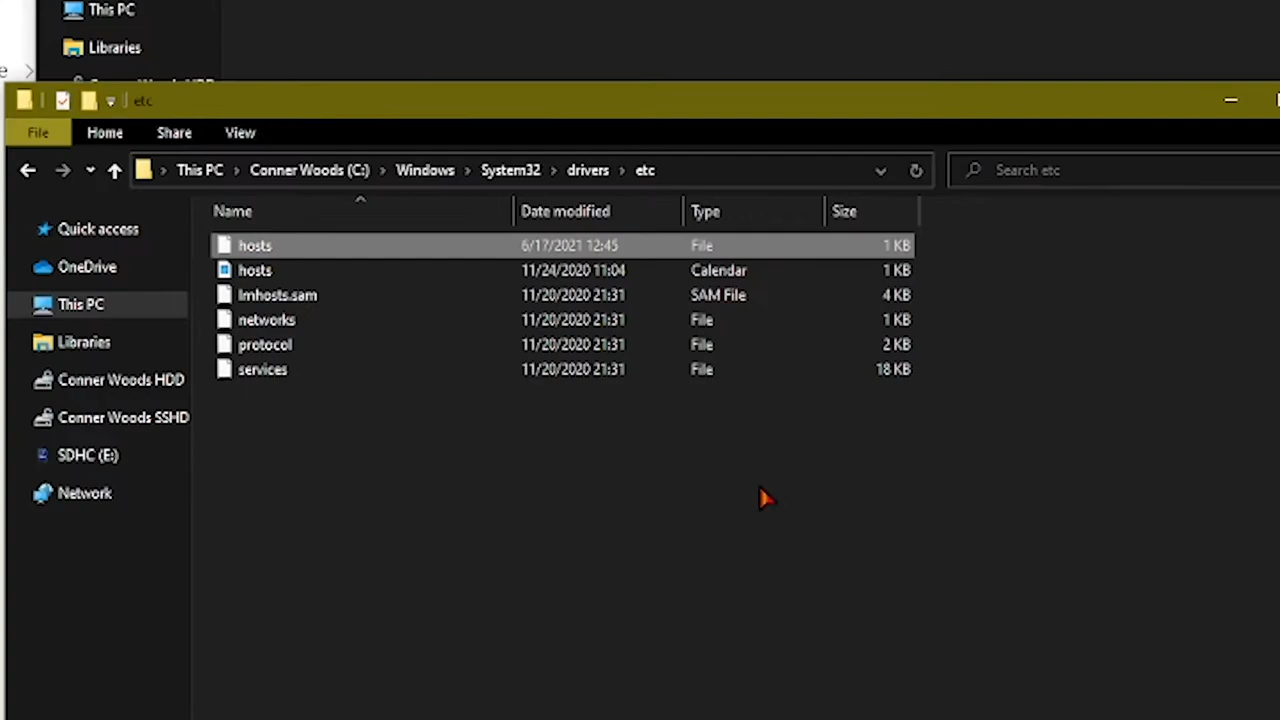 This PC
Libraries
etc
File Home Share View
This PC > Conner Woods (C:) > Windows > System32 > drivers > etc
Search etc
Name Date modified Type Size
Quick access
OneDrive
This PC
Libraries
Conner Woods HDD
Conner Woods SSHD
SDHC (E:)
Network
hosts 6/17/2021 12:45 File 1 KB
hosts 11/24/2020 11:04 Calendar 1 KB
lmhosts.sam 11/20/2020 21:31 SAM File 4 KB
networks 11/20/2020 21:31 File 1 KB
protocol 11/20/2020 21:31 File 2 KB
services 11/20/2020 21:31 File 18 KB